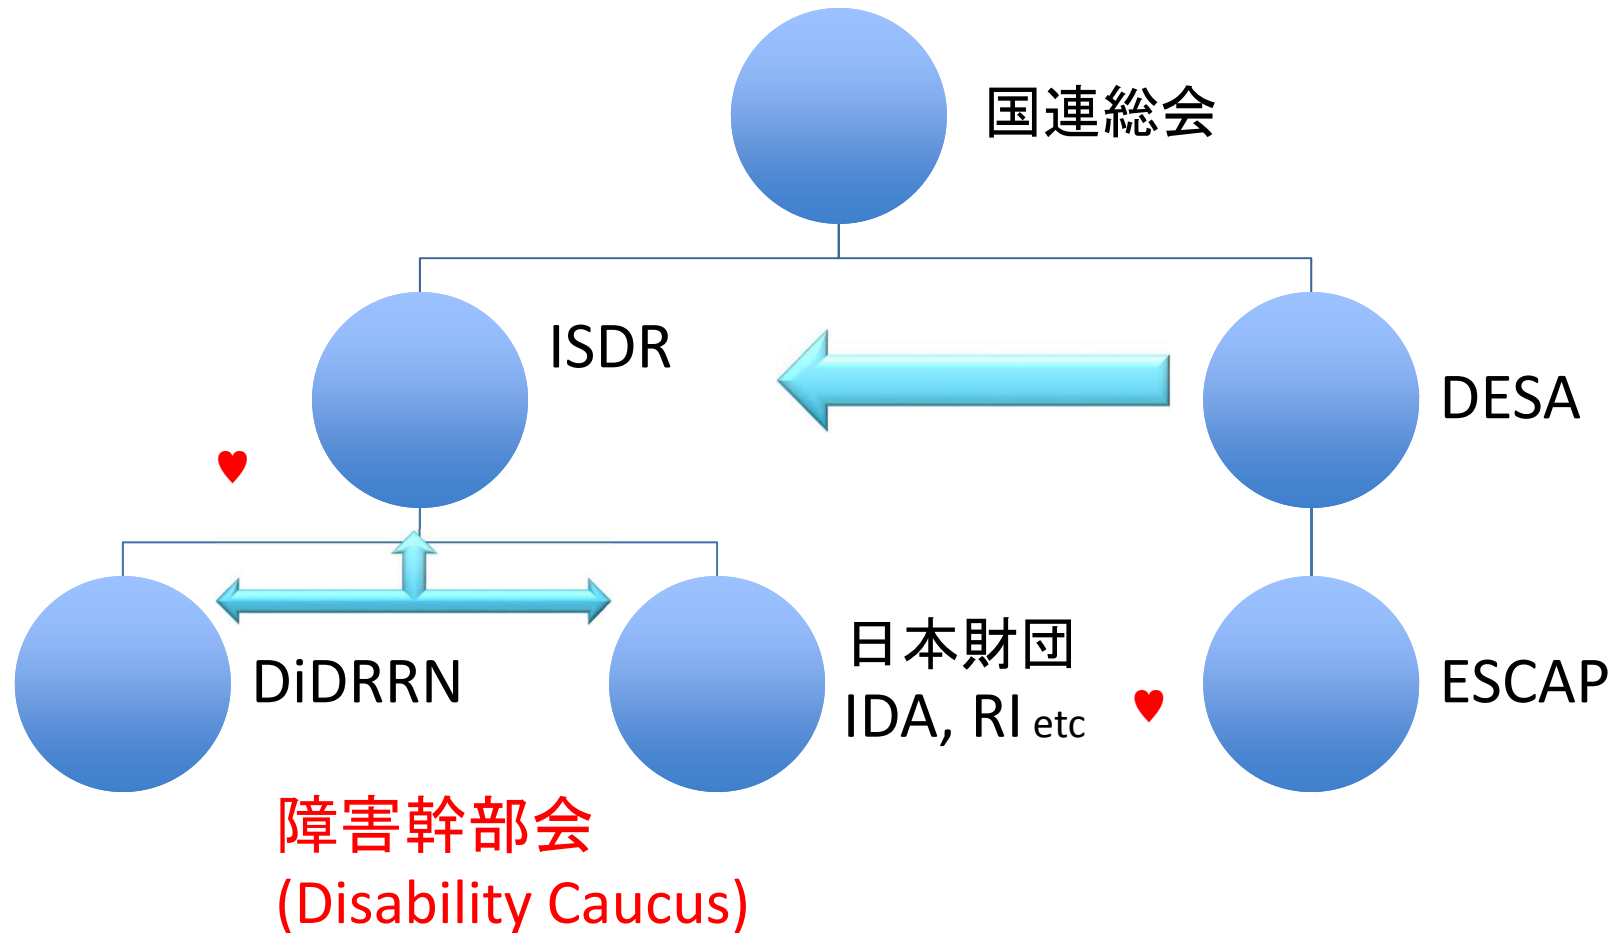 国連総会
ISDR
DESA
DiDRRN
日本財団
IDA, RI etc
ESCAP
障害幹部会
(Disability Caucus)